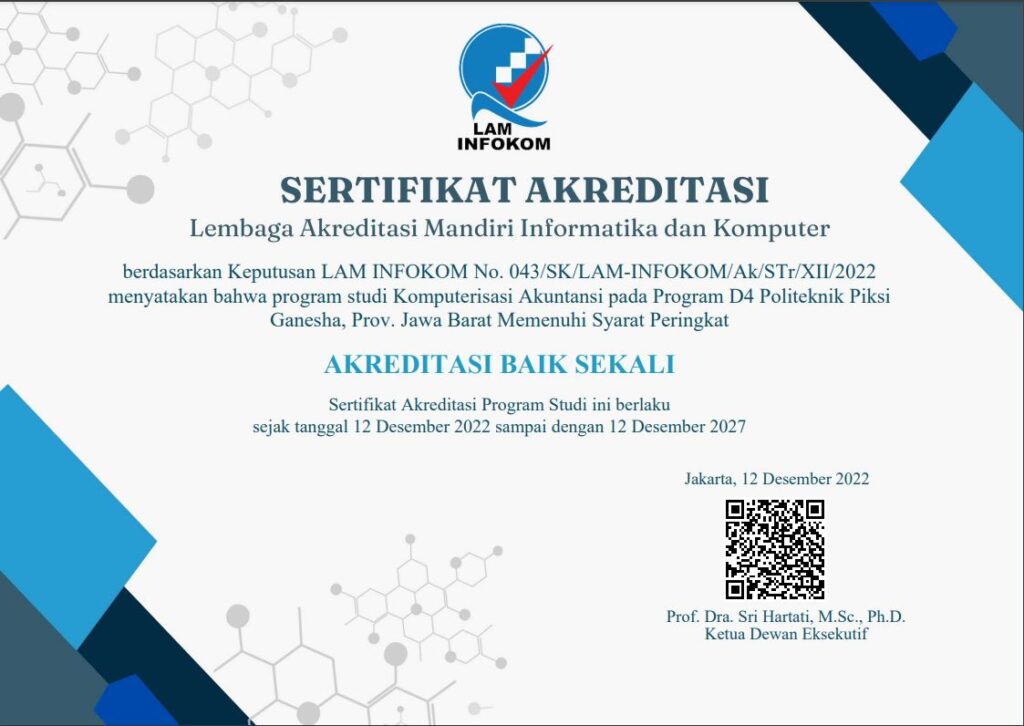 LAM
INFOKOM
SERTIFIKAT AKREDITASI
Lembaga Akreditasi Mandiri Informatika dan Komputer
berdasarkan Keputusan LAM INFOKOM No. 043/SK/LAM-INFOKOM/Ak/STr/XII/2022
menyatakan bahwa program studi Komputerisasi Akuntansi pada Program D4 Politeknik Piksi
Ganesha, Prov. Jawa Barat Memenuhi Syarat Peringkat
AKREDITASI BAIK SEKALI
Sertifikat Akreditasi Program Studi ini berlaku
sejak tanggal 12 Desember 2022 sampai dengan 12 Desember 2027
Jakarta, 12 Desember 2022
Prof. Dra. Sri Hartati, M.Sc., Ph.D.
Ketua Dewan Eksekutif